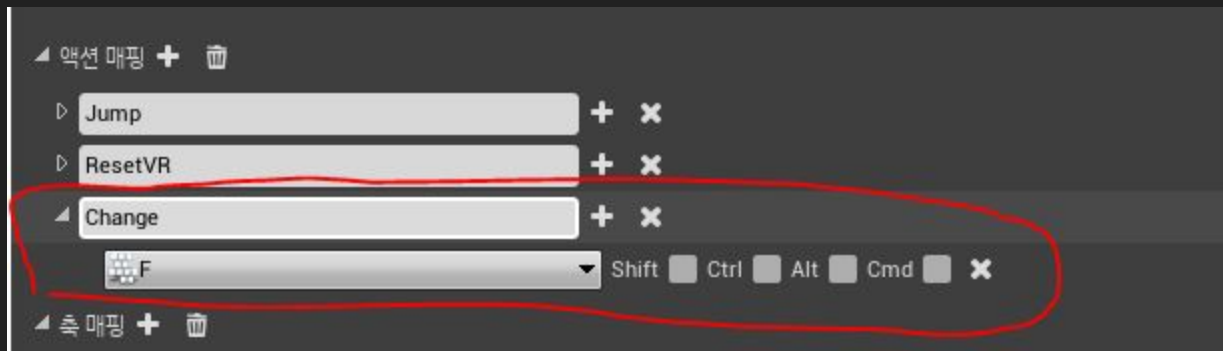 액션 매핑
Jump
ResetVR
Change
F Shift Ctrl Alt Cmd
축 매핑